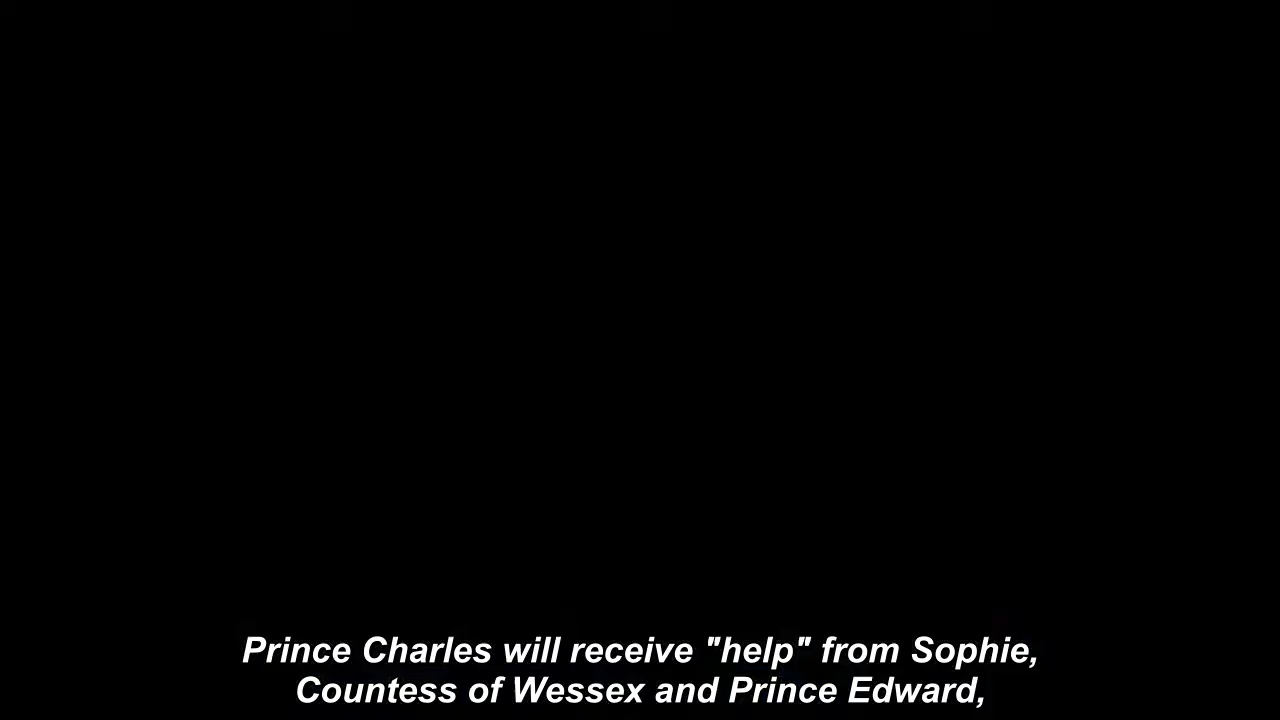 Prince Charles will receive "help" from Sophie,
Countess of Wessex and Prince Edward,